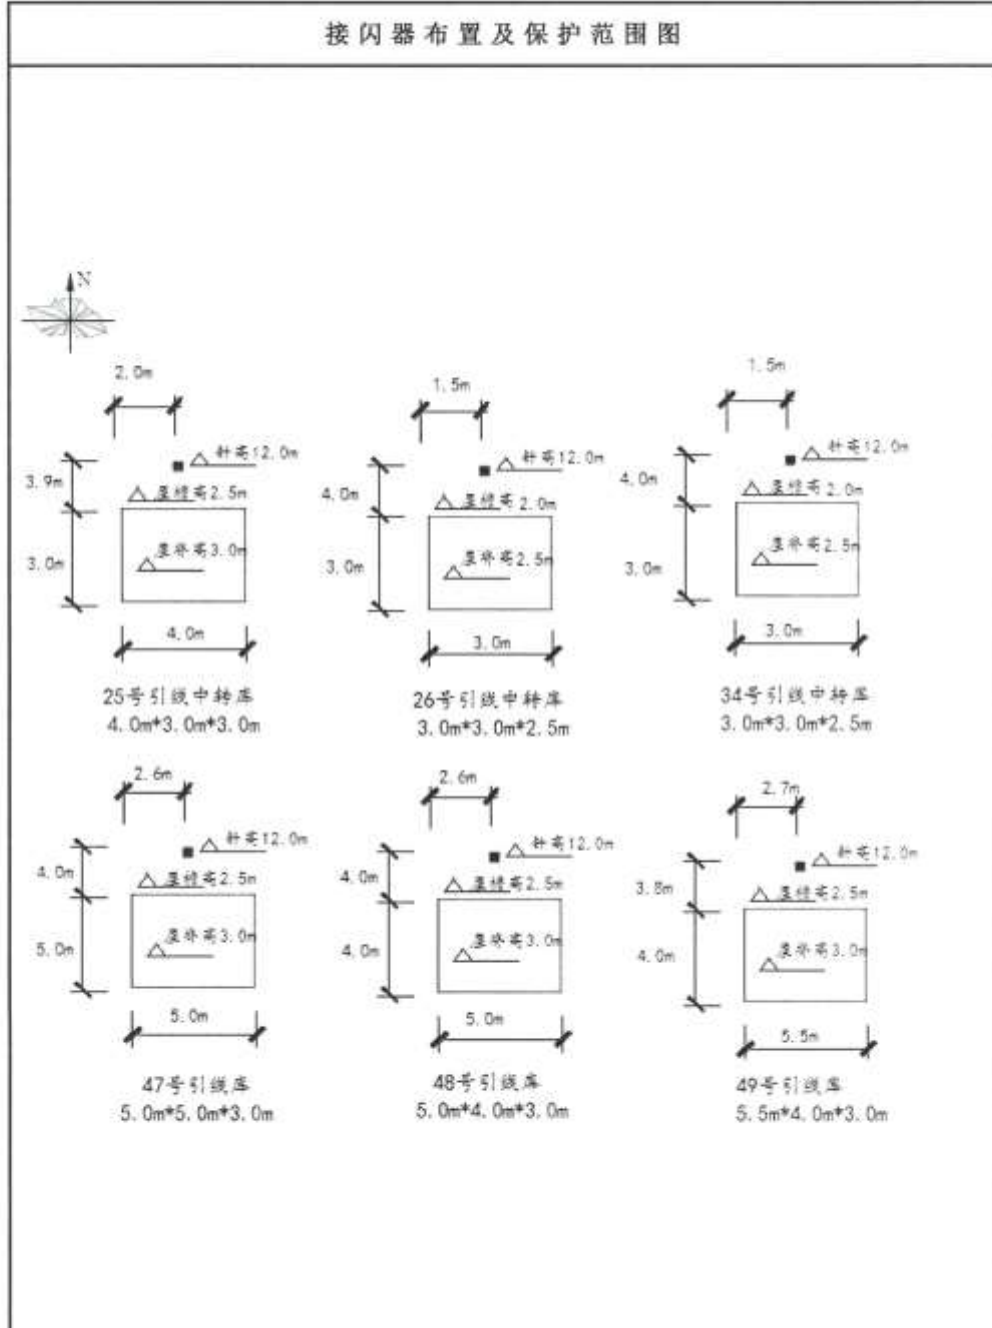 接闪器布置及保护范围图
N
2.0m
针高12.0m
3.9m
屋檐高2.5m
屋脊高3.0m
3.0m
4.0m
25号引线中转库
4.0m*3.0m*3.0m
1.5m
针高12.0m
4.0m
屋檐高2.0m
屋脊高2.5m
3.0m
3.0m
26号引线中转库
3.0m*3.0m*2.5m
1.5m
针高12.0m
4.0m
屋檐高2.0m
屋脊高2.5m
3.0m
3.0m
34号引线中转库
3.0m*3.0m*2.5m
2.6m
针高12.0m
4.0m
屋檐高2.5m
屋脊高3.0m
5.0m
5.0m
47号引线库
5.0m*5.0m*3.0m
2.6m
针高12.0m
4.0m
屋檐高2.5m
屋脊高3.0m
4.0m
5.0m
48号引线库
5.0m*4.0m*3.0m
2.7m
针高12.0m
3.8m
屋檐高2.5m
屋脊高3.0m
4.0m
5.5m
49号引线库
5.5m*4.0m*3.0m